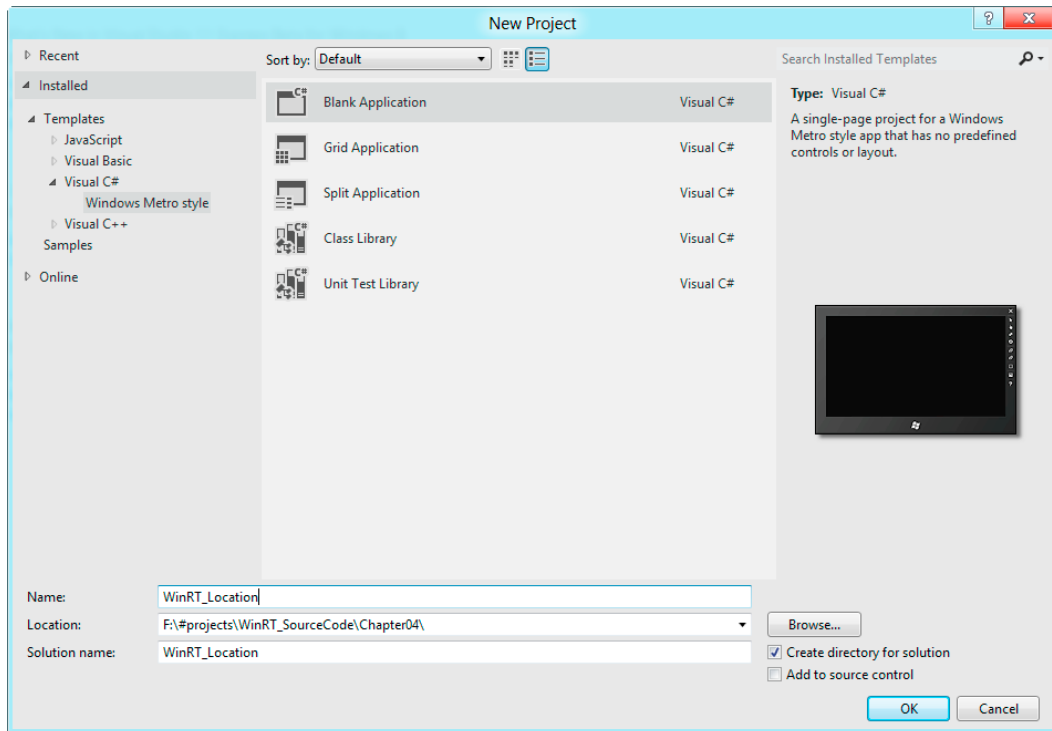 New Project
?
x
Recent
Installed
Templates
JavaScript
Visual Basic
Visual C#
Windows Metro style
Visual C++
Samples
Online
Sort by: Default
C# Blank Application Visual C#
Grid Application Visual C#
Split Application Visual C#
C# Class Library Visual C#
C# Unit Test Library Visual C#
Search Installed Templates
Type: Visual C#
A single-page project for a Windows
Metro style app that has no predefined
controls or layout.
Name: WinRT_Location
Location: F:\#projects\WinRT_SourceCode\Chapter04\
Solution name: WinRT_Location
Browse...
Create directory for solution
Add to source control
OK Cancel